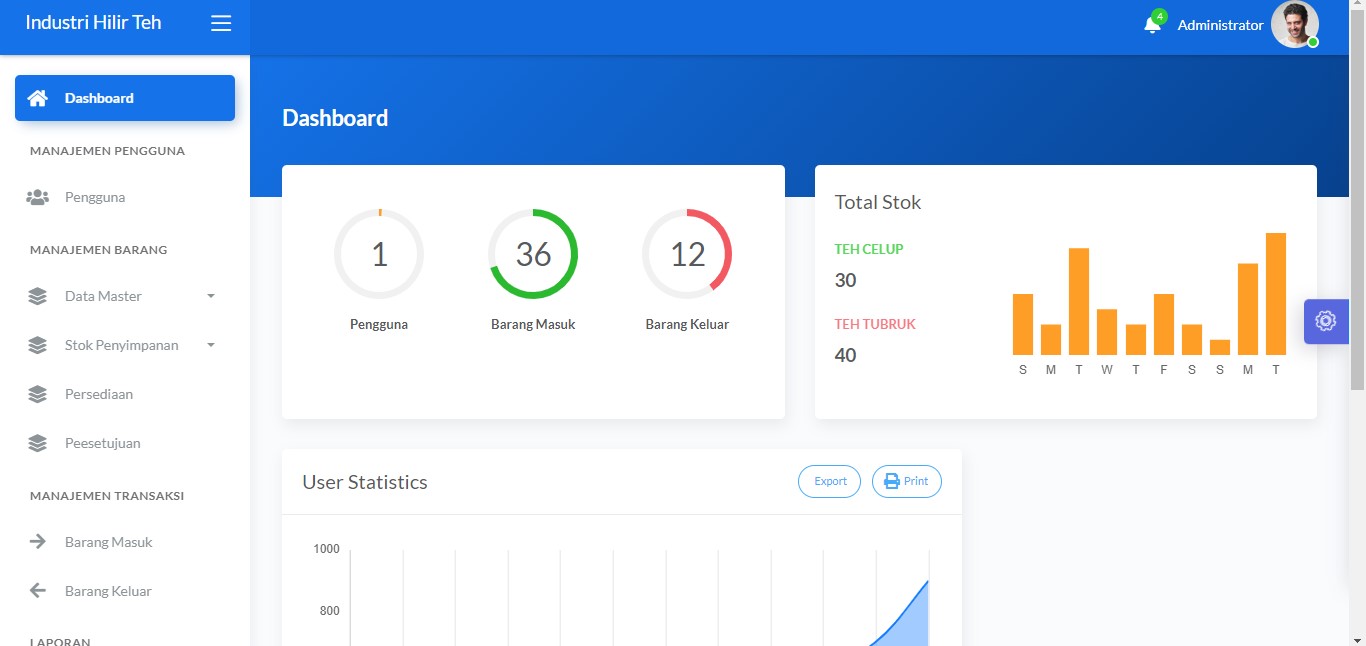 Industri Hilir Teh
4
Administrator
Dashboard
MANAJEMEN PENGGUNA
Pengguna
MANAJEMEN BARANG
Data Master
Stok Penyimpanan
Persediaan
Peesetujuan
MANAJEMEN TRANSAKSI
Barang Masuk
Barang Keluar
LAPORAN
Dashboard
1
36
12
Pengguna
Barang Masuk
Barang Keluar
Total Stok
TEH CELUP
30
TEH TUBRUK
40
S M T W T F S S M T
User Statistics
Export
Print
1000
800